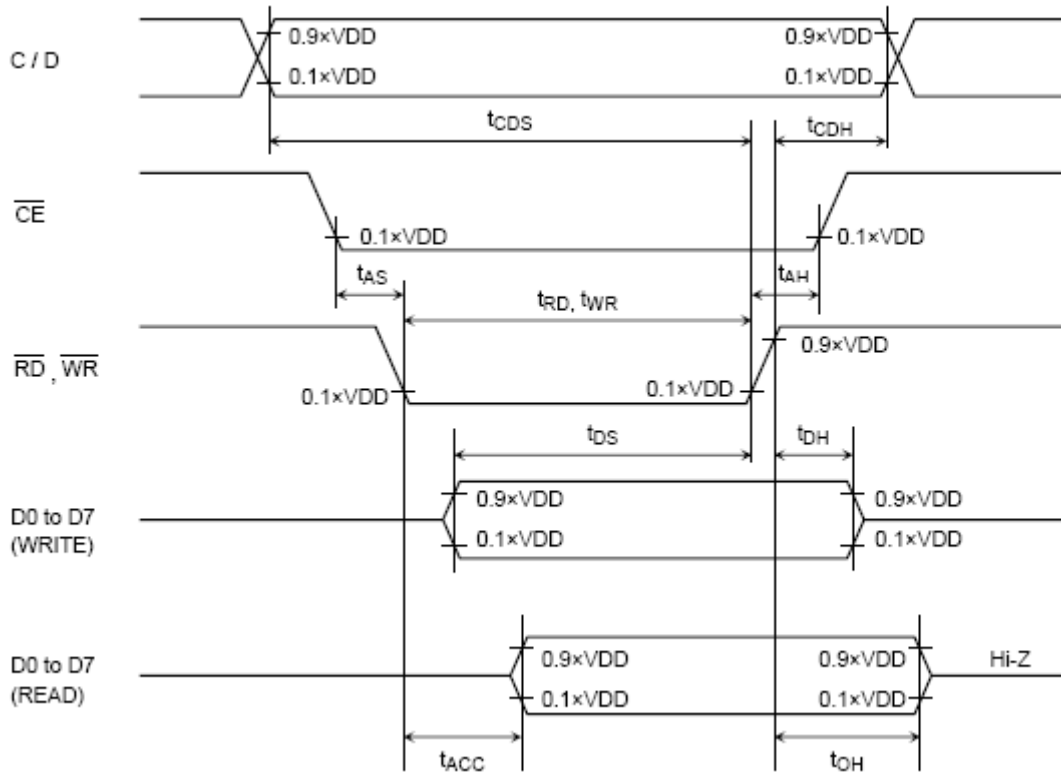 C / D
0.9×VDD
0.9×VDD
0.1×VDD
0.1×VDD
tCDS
tCDH
CE
0.1×VDD
0.1×VDD
tAS
tRD, tWR
tAH
RD , WR
0.9×VDD
0.1×VDD
0.1×VDD
tDS
tDH
D0 to D7
(WRITE)
0.9×VDD
0.9×VDD
0.1×VDD
0.1×VDD
D0 to D7
(READ)
0.9×VDD
0.9×VDD
Hi-Z
0.1×VDD
0.1×VDD
tACC
tOH